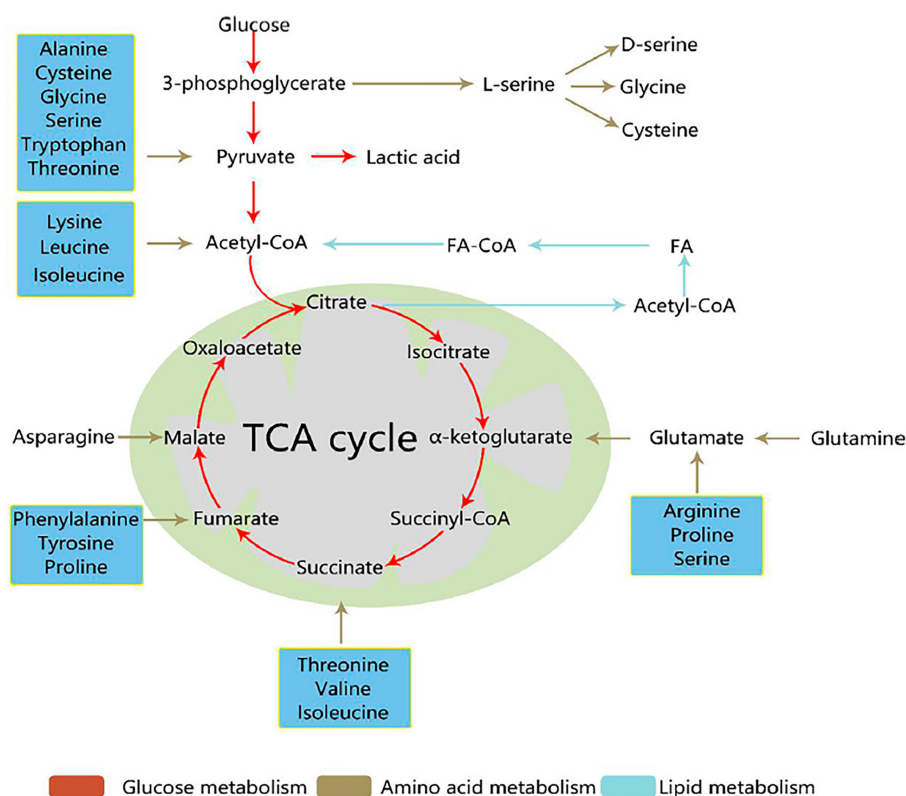 Glucose
Alanine
Cysteine
Glycine
Serine
Tryptophan
Threonine
3-phosphoglycerate
L-serine
D-serine
Glycine
Cysteine
Pyruvate
Lactic acid
Lysine
Leucine
Isoleucine
Acetyl-CoA
FA-CoA
FA
Citrate
Acetyl-CoA
Oxaloacetate
Isocitrate
Asparagine
Malate
TCA cycle
α-ketoglutarate
Glutamate
Glutamine
Phenylalanine
Tyrosine
Proline
Fumarate
Succinyl-CoA
Arginine
Proline
Serine
Succinate
Threonine
Valine
Isoleucine
Glucose metabolism
Amino acid metabolism
Lipid metabolism